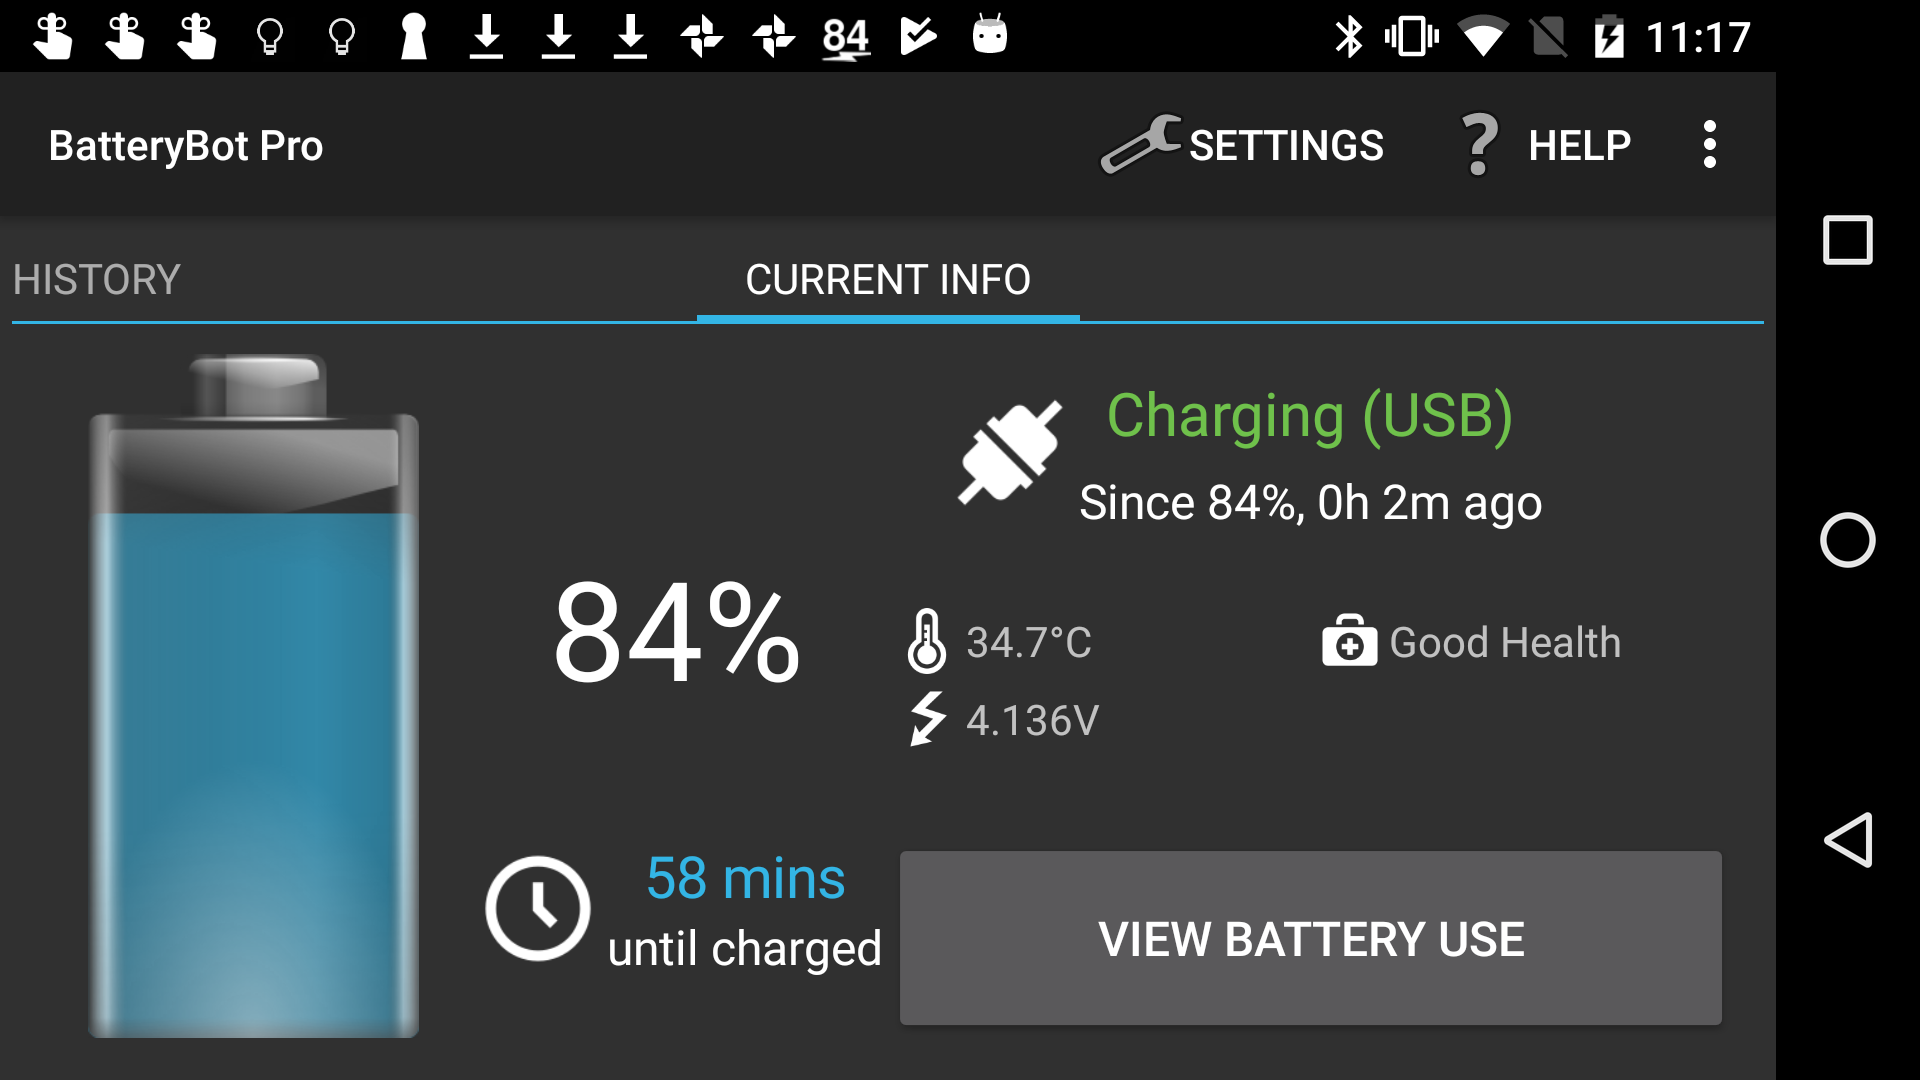 84
11:17
BatteryBot Pro
SETTINGS
HELP
HISTORY
CURRENT INFO
Charging (USB)
Since 84%, 0h 2m ago
84%
34.7°C
Good Health
4.136V
58 mins
until charged
VIEW BATTERY USE